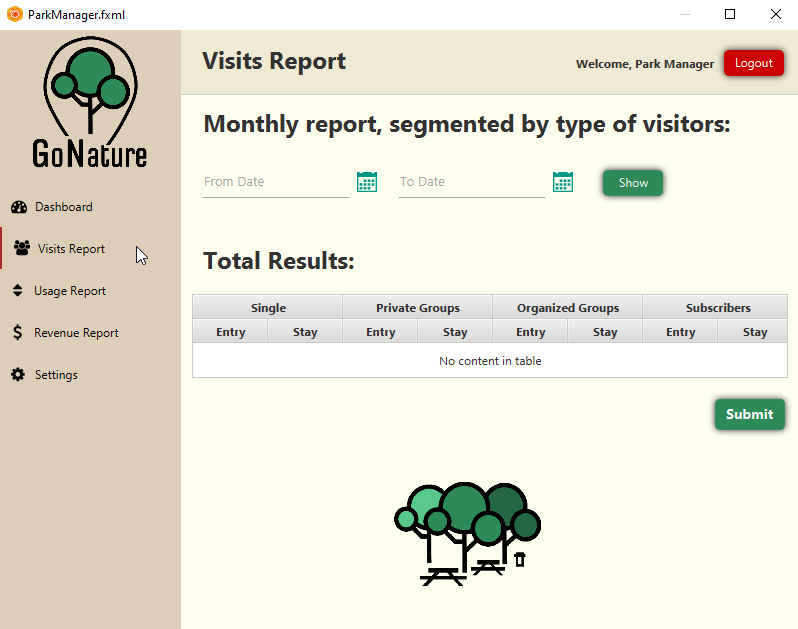 ParkManager.fxml
GoNature
Dashboard
Visits Report
Usage Report
Revenue Report
Settings
Visits Report
Welcome, Park Manager
Logout
Monthly report, segmented by type of visitors:
From Date
To Date
Show
Total Results:
Single Private Groups Organized Groups Subscribers
Entry Stay Entry Stay Entry Stay Entry Stay
No content in table
Submit